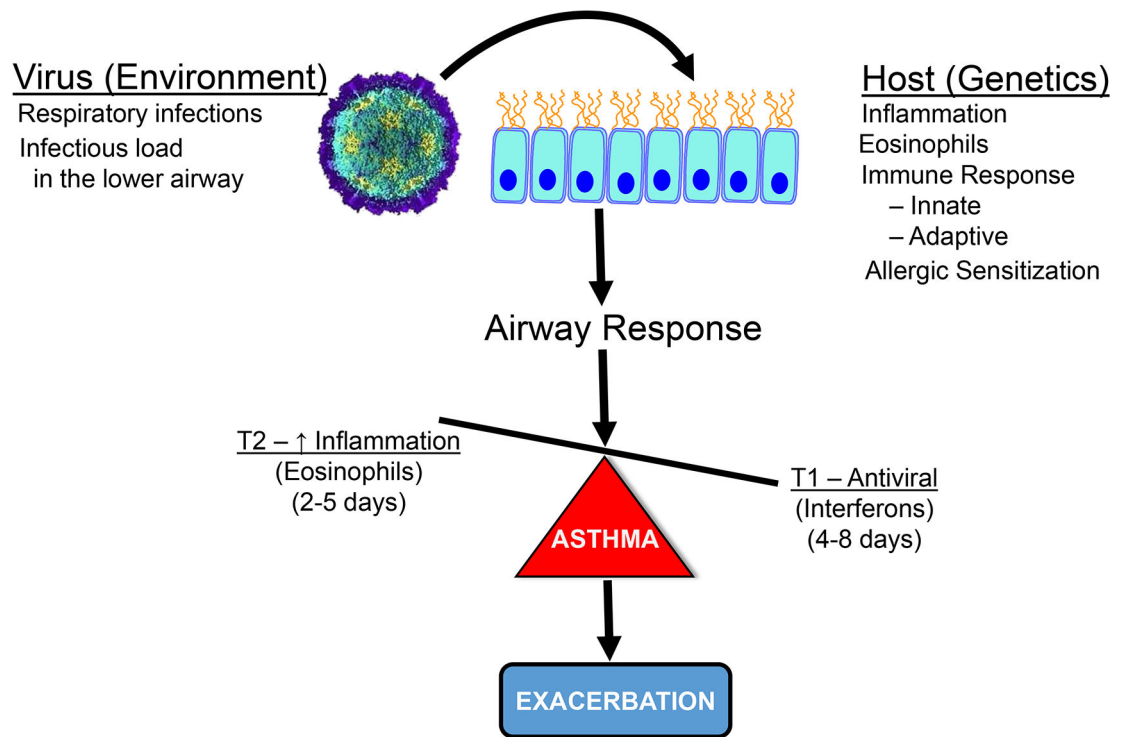 Virus (Environment)
Respiratory infections
Infectious load
in the lower airway
Host (Genetics)
Inflammation
Eosinophils
Immune Response
– Innate
– Adaptive
Allergic Sensitization
Airway Response
T2 – ↑ Inflammation
(Eosinophils)
(2-5 days)
T1 – Antiviral
(Interferons)
(4-8 days)
ASTHMA
EXACERBATION